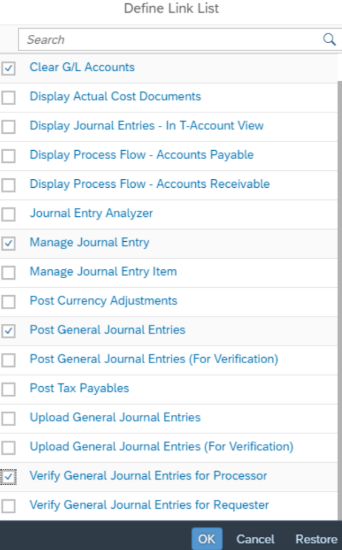 Define Link List
Search
Clear G/L Accounts
Display Actual Cost Documents
Display Journal Entries - In T-Account View
Display Process Flow - Accounts Payable
Display Process Flow - Accounts Receivable
Journal Entry Analyzer
Manage Journal Entry
Manage Journal Entry Item
Post Currency Adjustments
Post General Journal Entries
Post General Journal Entries (For Verification)
Post Tax Payables
Upload General Journal Entries
Upload General Journal Entries (For Verification)
Verify General Journal Entries for Processor
Verify General Journal Entries for Requester
OK Cancel Restore